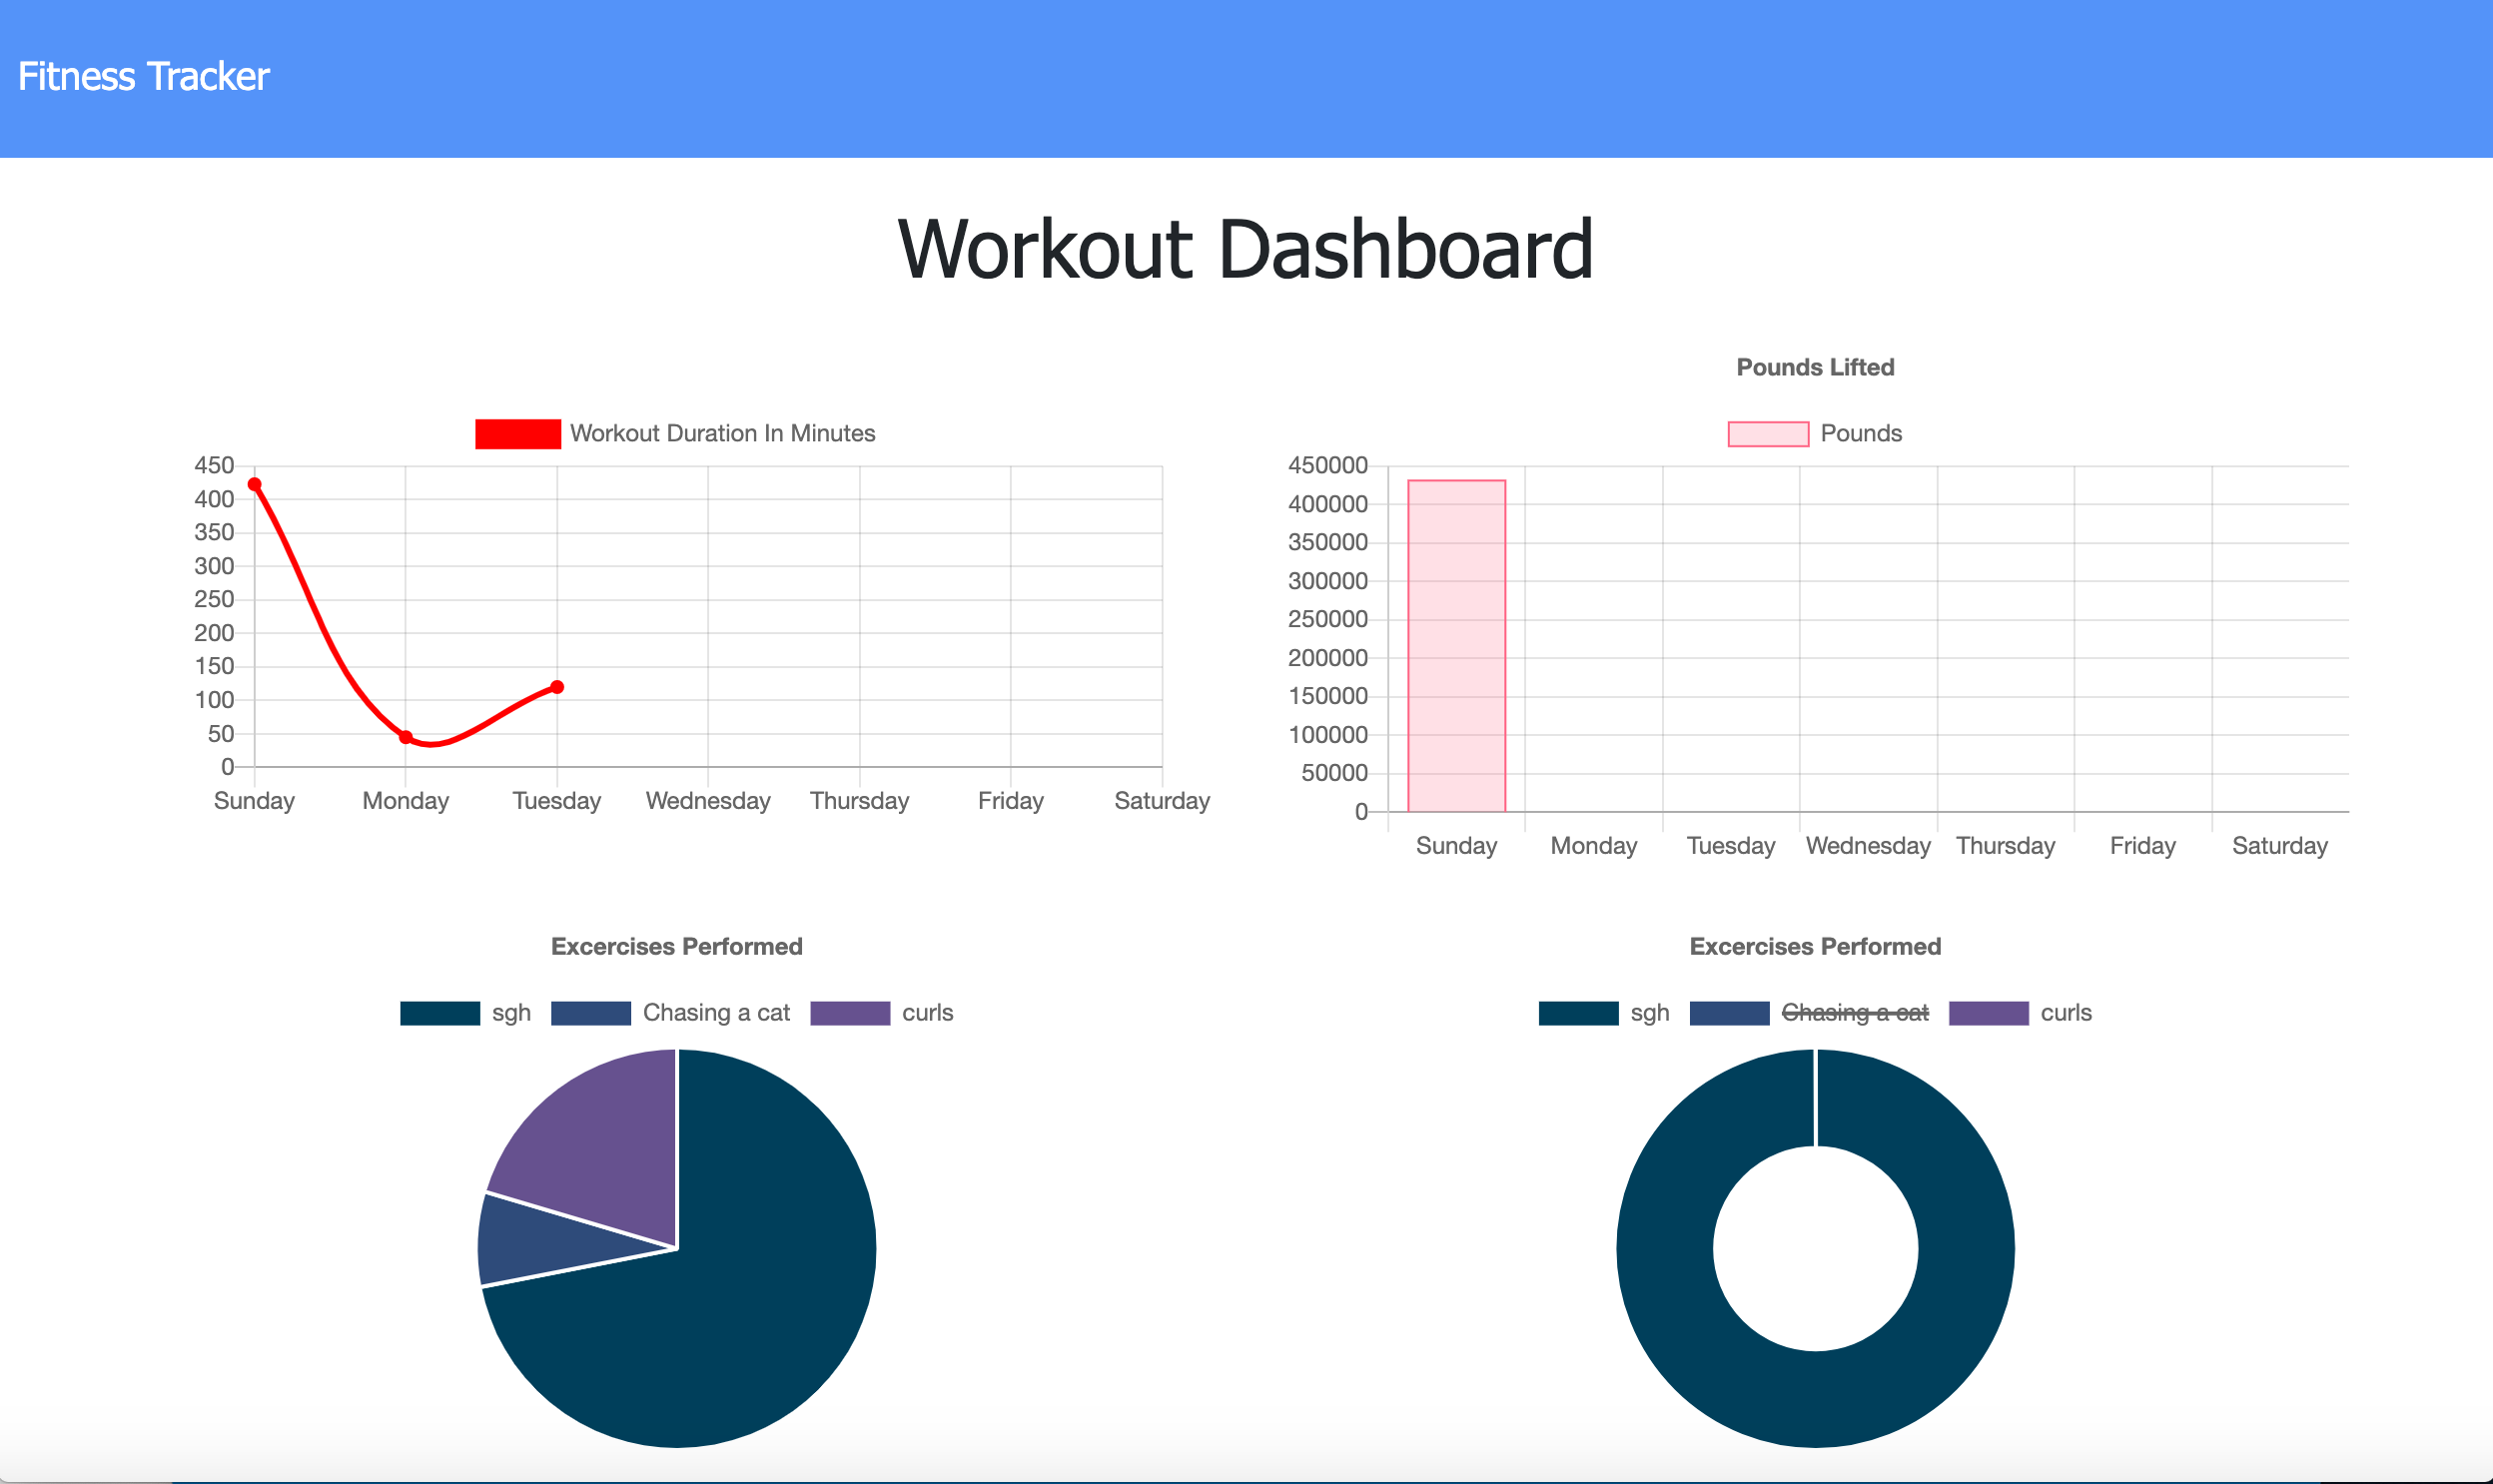 Fitness Tracker
Workout Dashboard
Workout Duration In Minutes
450
400
350
300
250
200
150
100
50
0
Sunday Monday Tuesday Wednesday Thursday Friday Saturday
Pounds Lifted
Pounds
450000
400000
350000
300000
250000
200000
150000
100000
50000
0
Sunday Monday Tuesday Wednesday Thursday Friday Saturday
Excercises Performed
sgh Chasing a cat curls
Excercises Performed
sgh Chasing a cat curls